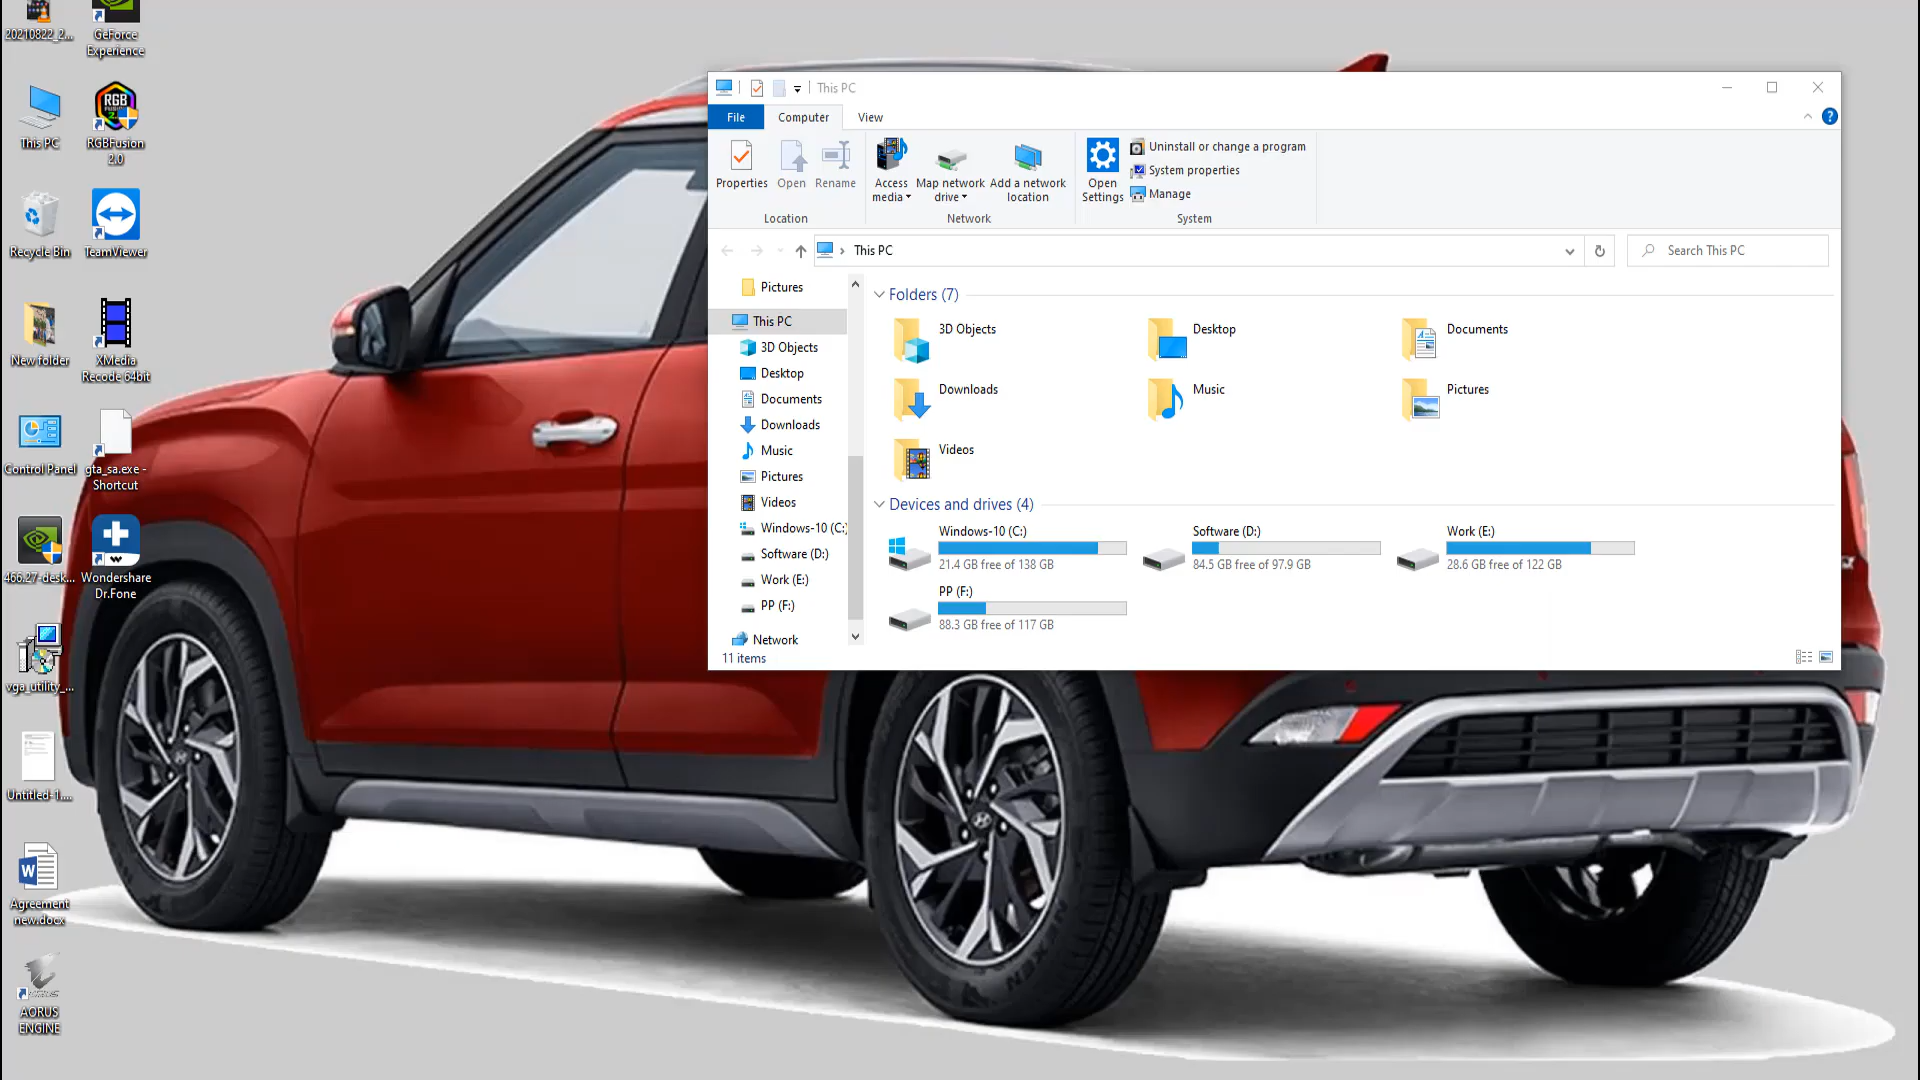 20210822_2...
GeForce
Experience
This PC
RGBFusion
2.0
Recycle Bin
TeamViewer
New folder
XMedia
Recode 64bit
Control Panel
gta_sa.exe -
Shortcut
466.27-desk...
Wondershare
Dr.Fone
vga_utility_...
Untitled-1....
Agreement
new.docx
AORUS
ENGINE
This PC
File
Computer
View
Properties
Open
Rename
Access
media
Map network
drive
Add a network
location
Open
Settings
Uninstall or change a program
System properties
Manage
Location
Network
System
This PC
Search This PC
Pictures
This PC
3D Objects
Desktop
Documents
Downloads
Music
Pictures
Videos
Windows-10 (C:)
Software (D:)
Work (E:)
PP (F:)
Network
Folders (7)
3D Objects
Desktop
Documents
Downloads
Music
Pictures
Videos
Devices and drives (4)
Windows-10 (C:)
21.4 GB free of 138 GB
Software (D:)
84.5 GB free of 97.9 GB
Work (E:)
28.6 GB free of 122 GB
PP (F:)
88.3 GB free of 117 GB
11 items